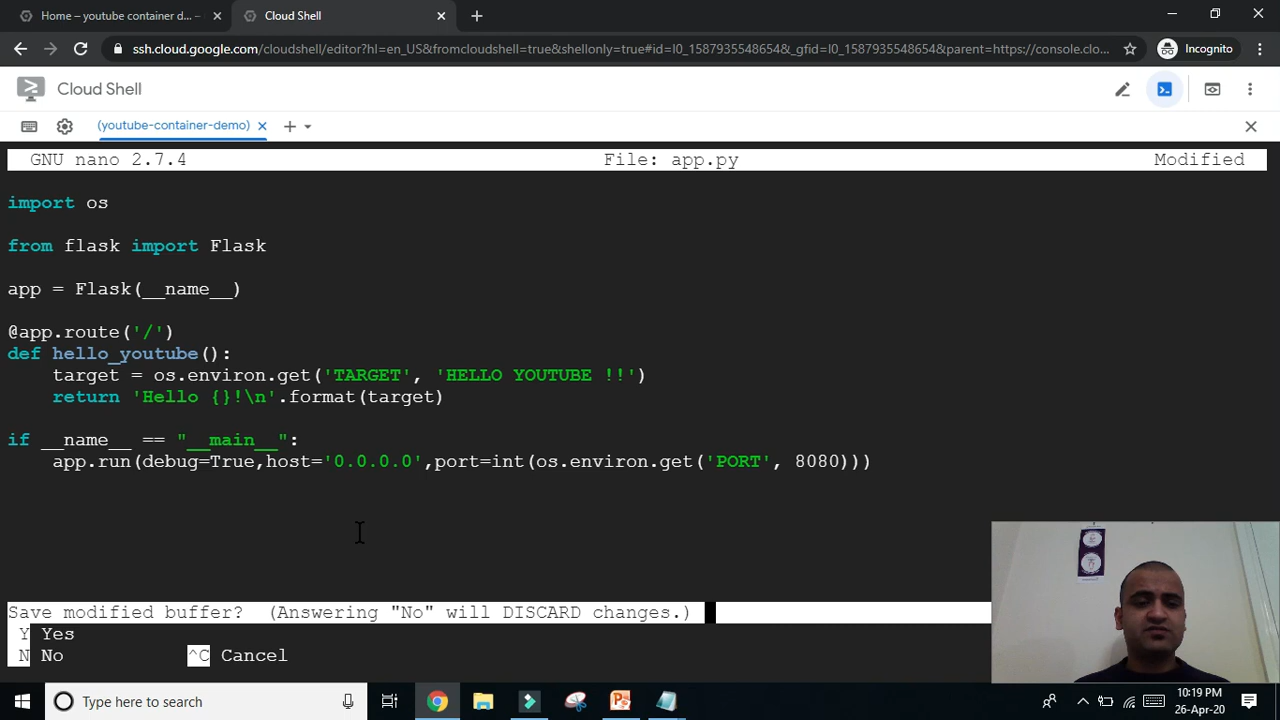 Home – youtube container d... –
Cloud Shell
ssh.cloud.google.com/cloudshell/editor?hl=en_US&fromcloudshell=true&shellonly=true#id=I0_1587935548654&_gfid=I0_1587935548654&parent=https://console.clo...
Incognito
Cloud Shell
(youtube-container-demo)
GNU nano 2.7.4 File: app.py Modified
import os
from flask import Flask
app = Flask(__name__)
@app.route('/')
def hello_youtube():
    target = os.environ.get('TARGET', 'HELLO YOUTUBE !!')
    return 'Hello {}!\n'.format(target)
if __name__ == "__main__":
    app.run(debug=True,host='0.0.0.0',port=int(os.environ.get('PORT', 8080)))
Save modified buffer?  (Answering "No" will DISCARD changes.)
Y Yes
N No ^C Cancel
Type here to search
10:19 PM
26-Apr-20